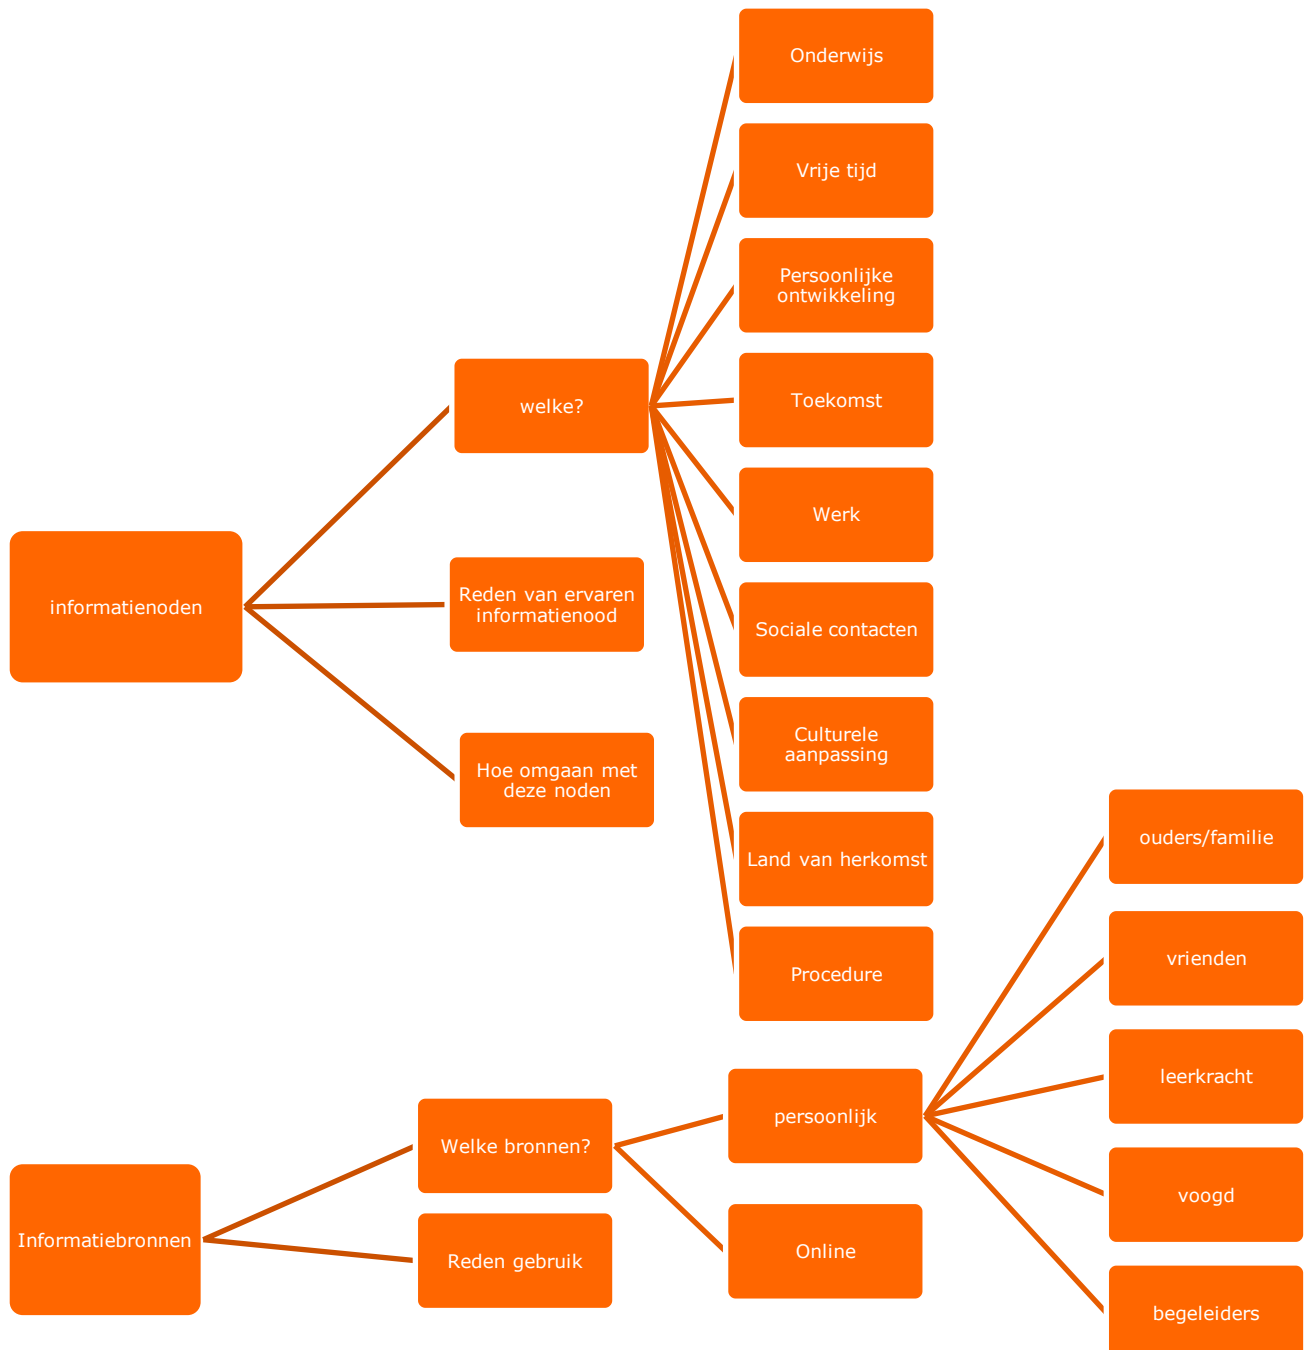 informatienoden
welke?
Reden van ervaren
informatienood
Hoe omgaan met
deze noden
Onderwijs
Vrije tijd
Persoonlijke
ontwikkeling
Toekomst
Werk
Sociale contacten
Culturele
aanpassing
Land van herkomst
Procedure
Informatiebronnen
Welke bronnen?
Reden gebruik
persoonlijk
Online
ouders/familie
vrienden
leerkracht
voogd
begeleiders